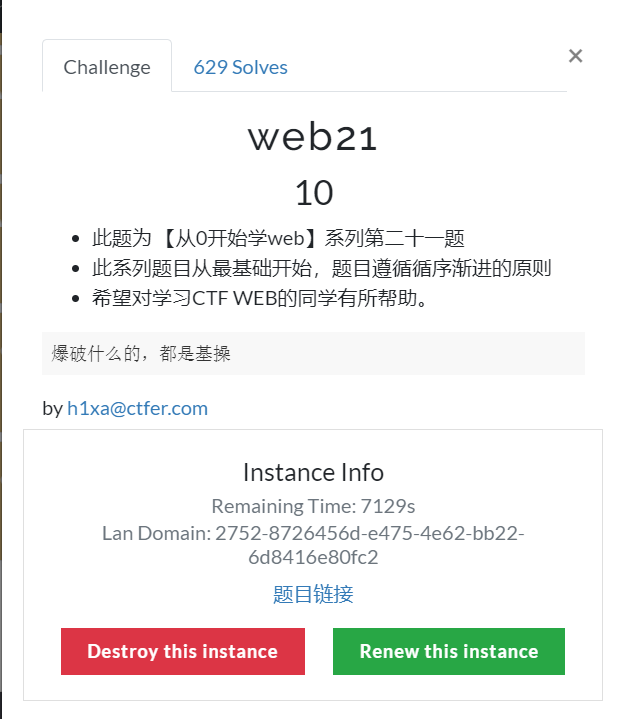 Challenge
629 Solves
×
web21
10
此题为 【从0开始学web】系列第二十一题
此系列题目从最基础开始，题目遵循循序渐进的原则
希望对学习CTF WEB的同学有所帮助。
爆破什么的，都是基操
by h1xa@ctfer.com
Instance Info
Remaining Time: 7129s
Lan Domain: 2752-8726456d-e475-4e62-bb22-
6d8416e80fc2
题目链接
Destroy this instance
Renew this instance